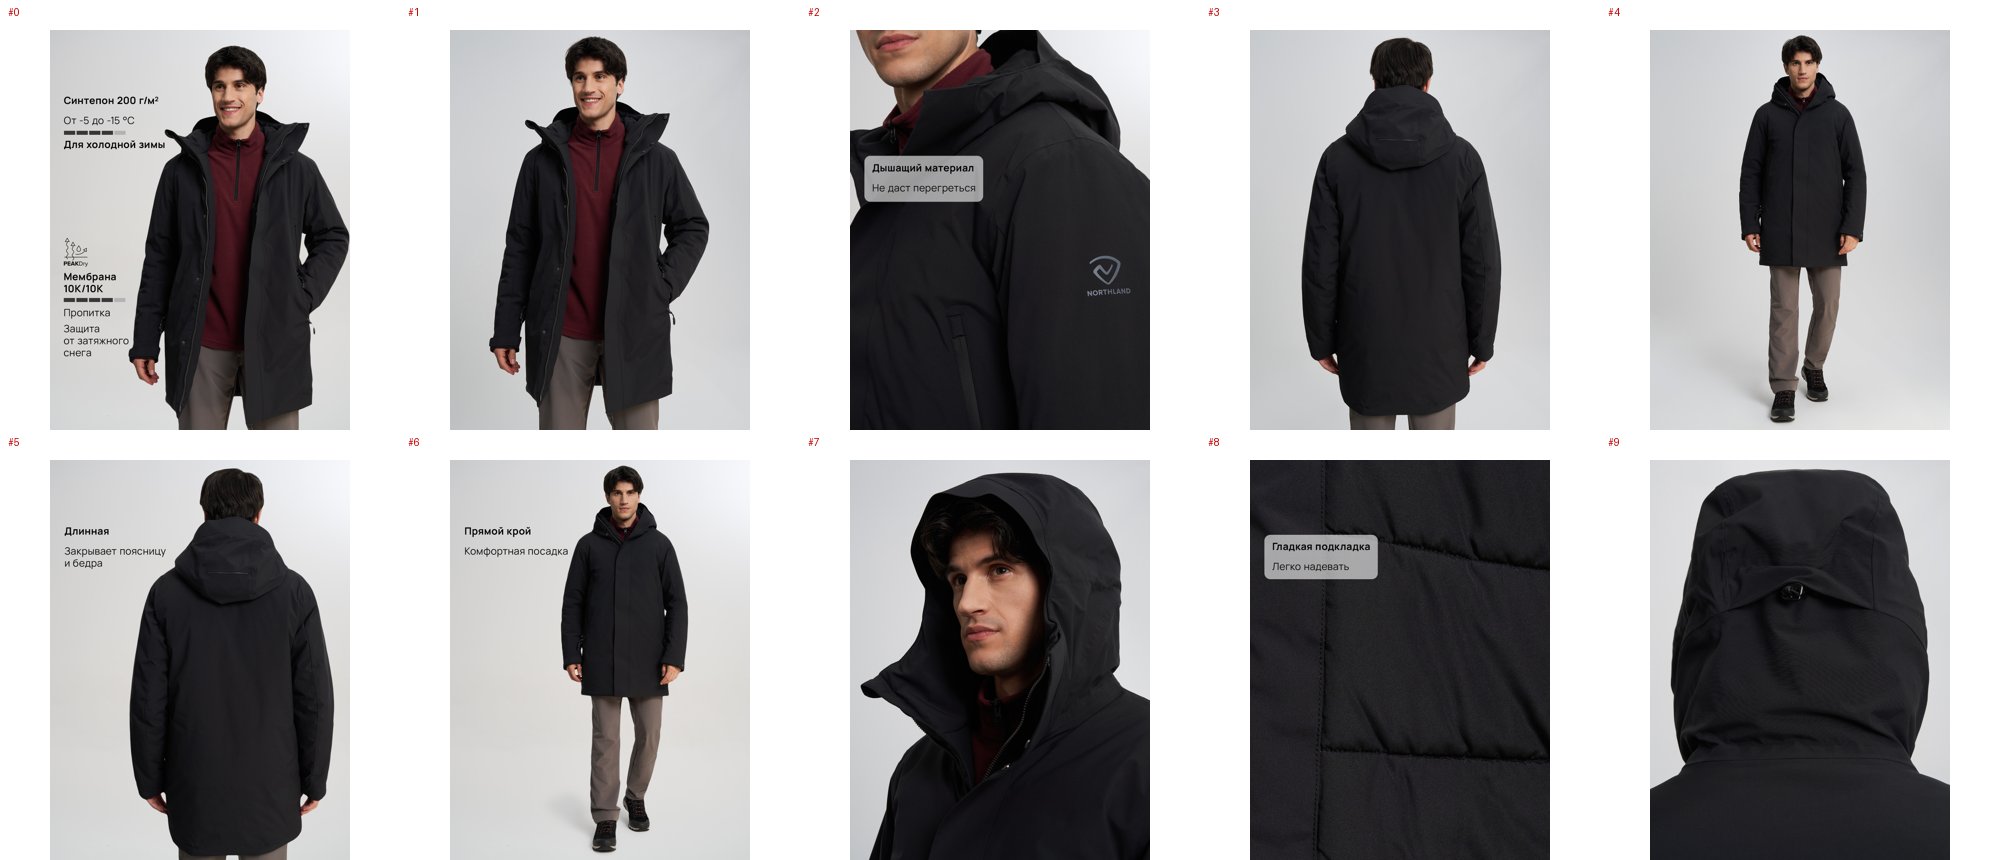 #0
#1
#2
#3
#4
Синтепон 200 г/м²
От -5 до -15 °C
Для холодной зимы
PEAKDry
Мембрана
10K/10K
Пропитка
Защита
от затяжного
снега
Дышащий материал
Не даст перегреться
NORTHLAND
#5
#6
#7
#8
#9
Длинная
Закрывает поясницу
и бедра
Прямой крой
Комфортная посадка
Гладкая подкладка
Легко надевать